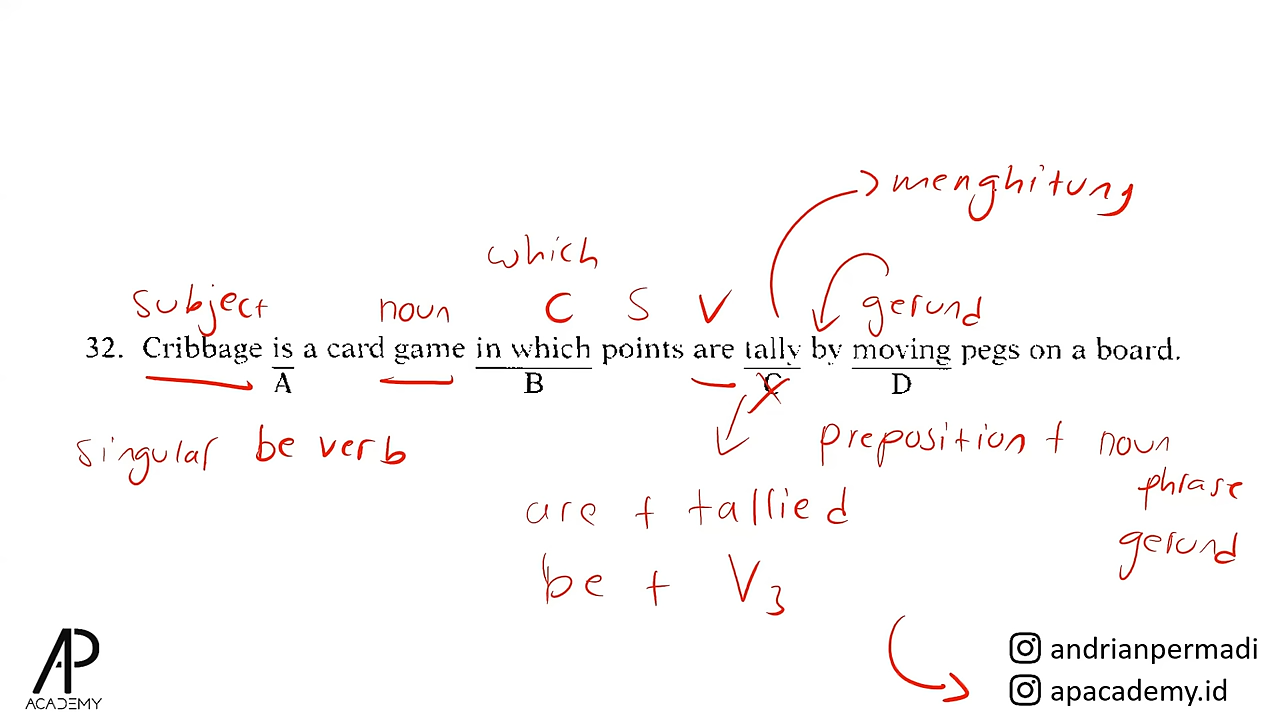 menghitung
which
subject noun C S V gerund
32. Cribbage is a card game in which points are tally by moving pegs on a board.
A B C D
singular be verb
preposition + noun
phrase
gerund
are + tallied
be + V3
AP
ACADEMY
andrianpermadi
apacademy.id